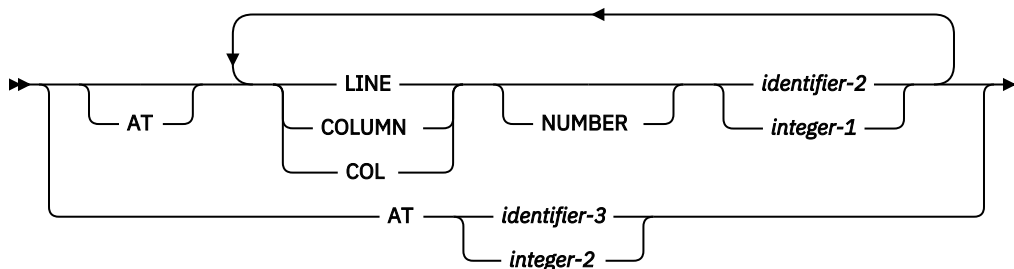 LINE identifier-2
AT COLUMN NUMBER integer-1
COL
AT identifier-3
integer-2